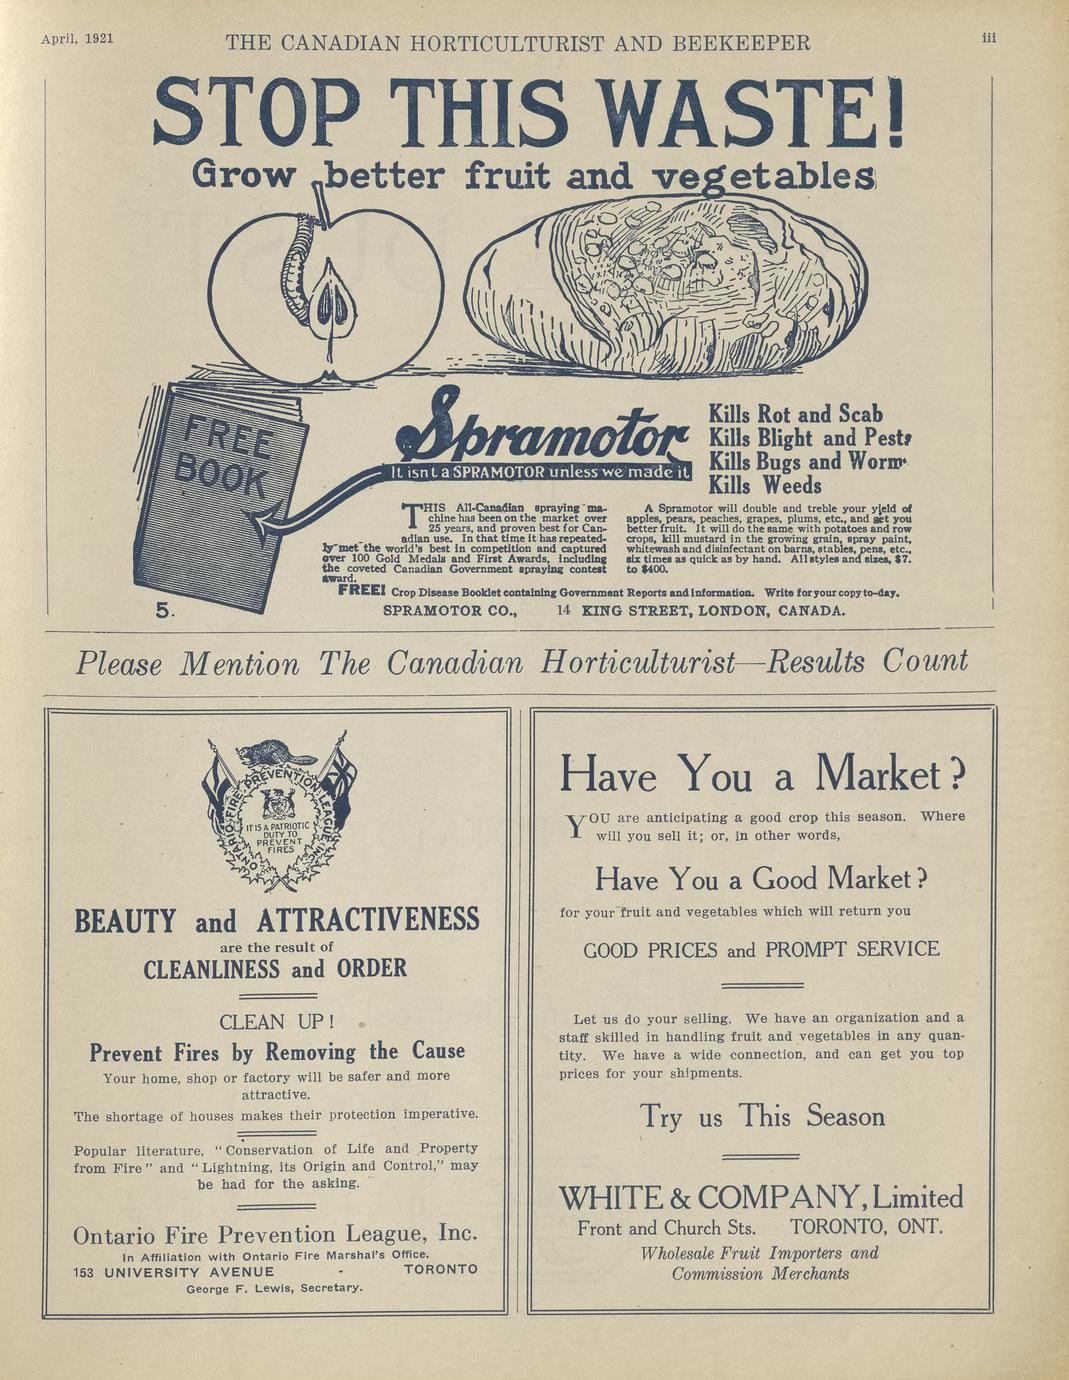 April, 1921
THE CANADIAN HORTICULTURIST AND BEEKEEPER
iii
STOP THIS WASTE!
Grow better fruit and vegetables
FREE
BOOK
5.
Spramotor
It isn't a SPRAMOTOR unless we made it
Kills Rot and Scab
Kills Blight and Pests
Kills Bugs and Worm
Kills Weeds
THIS All-Canadian spraying ma-
chine has been on the market over
25 years, and proven best for Can-
adian use. In that time it has repeated-
ly met the world's best in competition and captured
over 100 Gold Medals and First Awards, including
the coveted Canadian Government spraying contest
award.
A Spramotor will double and treble your yield of
apples, pears, peaches, grapes, plums, etc., and get you
better fruit. It will do the same with potatoes and row
crops, kill mustard in the growing grain, spray paint,
whitewash and disinfectant on barns, stables, pens, etc.,
six times as quick as by hand. All styles and sizes, $7.
to $400.
FREE! Crop Disease Booklet containing Government Reports and Information. Write for your copy to-day.
SPRAMOTOR CO., 14 KING STREET, LONDON, CANADA.
Please Mention The Canadian Horticulturist—Results Count
ONTARIO FIRE PREVENTION LEAGUE INC.
IT IS A PATRIOTIC
DUTY TO
PREVENT
FIRES
BEAUTY and ATTRACTIVENESS
are the result of
CLEANLINESS and ORDER
CLEAN UP!
Prevent Fires by Removing the Cause
Your home, shop or factory will be safer and more
attractive.
The shortage of houses makes their protection imperative.
Popular literature, "Conservation of Life and Property
from Fire" and "Lightning, its Origin and Control," may
be had for the asking.
Ontario Fire Prevention League, Inc.
In Affiliation with Ontario Fire Marshal's Office.
153 UNIVERSITY AVENUE - TORONTO
George F. Lewis, Secretary.
Have You a Market?
YOU are anticipating a good crop this season. Where
will you sell it; or, in other words,
Have You a Good Market?
for your fruit and vegetables which will return you
GOOD PRICES and PROMPT SERVICE
Let us do your selling. We have an organization and a
staff skilled in handling fruit and vegetables in any quan-
tity. We have a wide connection, and can get you top
prices for your shipments.
Try us This Season
WHITE & COMPANY, Limited
Front and Church Sts. TORONTO, ONT.
Wholesale Fruit Importers and
Commission Merchants